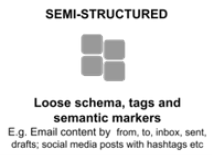 SEMI-STRUCTURED
Loose schema, tags and
semantic markers
E.g. Email content by from, to, inbox, sent,
drafts; social media posts with hashtags etc